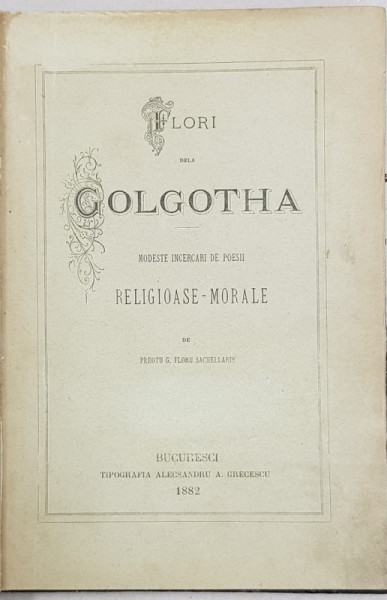 FLORI
DELA
GOLGOTHA
MODESTE INCERCARI DE POESII
RELIGIOASE-MORALE
DE
PREOTU G. FLORU SACHELLARIE
BUCURESCI
TIPOGRAFIA ALECSANDRU A. GRECESCU
1882